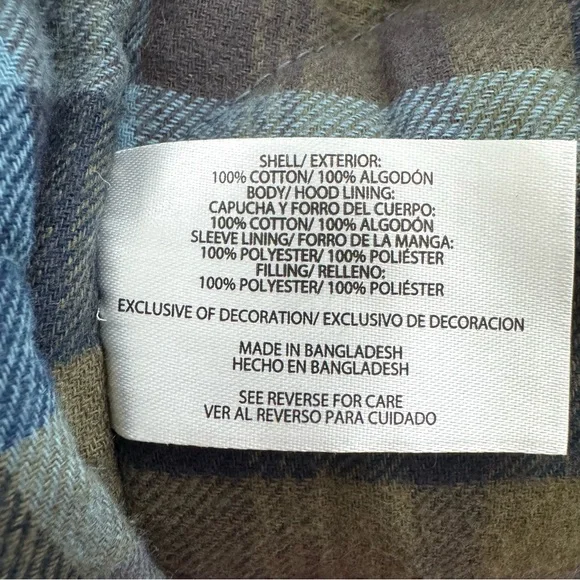 SHELL/ EXTERIOR:
100% COTTON/ 100% ALGODÓN
BODY/ HOOD LINING:
CAPUCHA Y FORRO DEL CUERPO:
100% COTTON/ 100% ALGODÓN
SLEEVE LINING/ FORRO DE LA MANGA:
100% POLYESTER/ 100% POLIÉSTER
FILLING/ RELLENO:
100% POLYESTER/ 100% POLIÉSTER
EXCLUSIVE OF DECORATION/ EXCLUSIVO DE DECORACION
MADE IN BANGLADESH
HECHO EN BANGLADESH
SEE REVERSE FOR CARE
VER AL REVERSO PARA CUIDADO